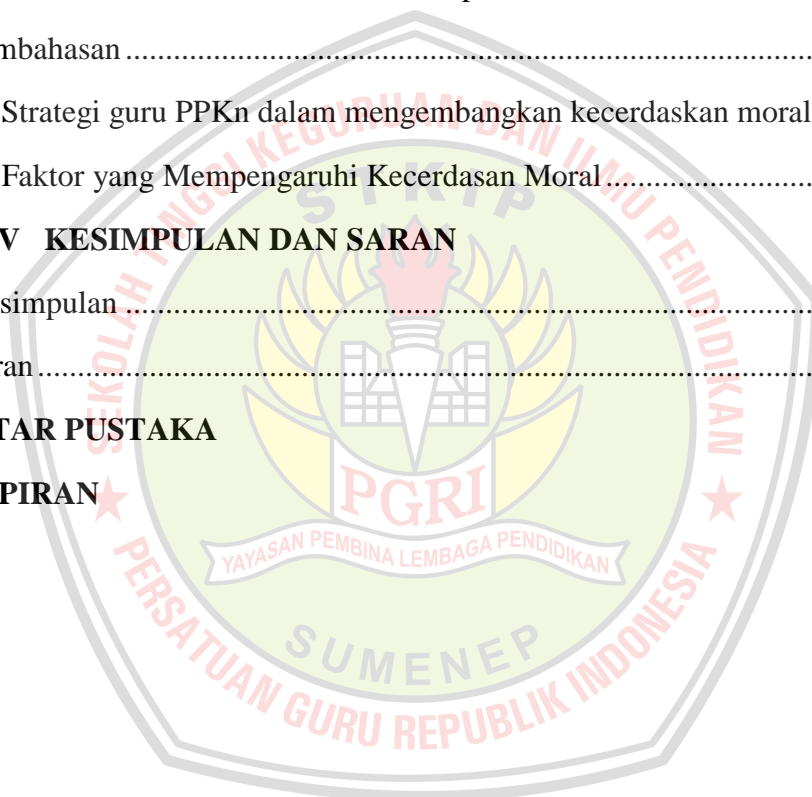 mbahasan ............................................................................
Strategi guru PPKn dalam mengembangkan kecerdaskan moral
Faktor yang Mempengaruhi Kecerdasan Moral ......................
V KESIMPULAN DAN SARAN
simpulan ............................................................................
ran ............................................................................
TAR PUSTAKA
PIRAN
SEKOLAH TINGGI KEGURUAN DAN ILMU PENDIDIKAN
STKIP
PGRI
YAYASAN PEMBINA LEMBAGA PENDIDIKAN
SUMENEP
PERSATUAN GURU REPUBLIK INDONESIA